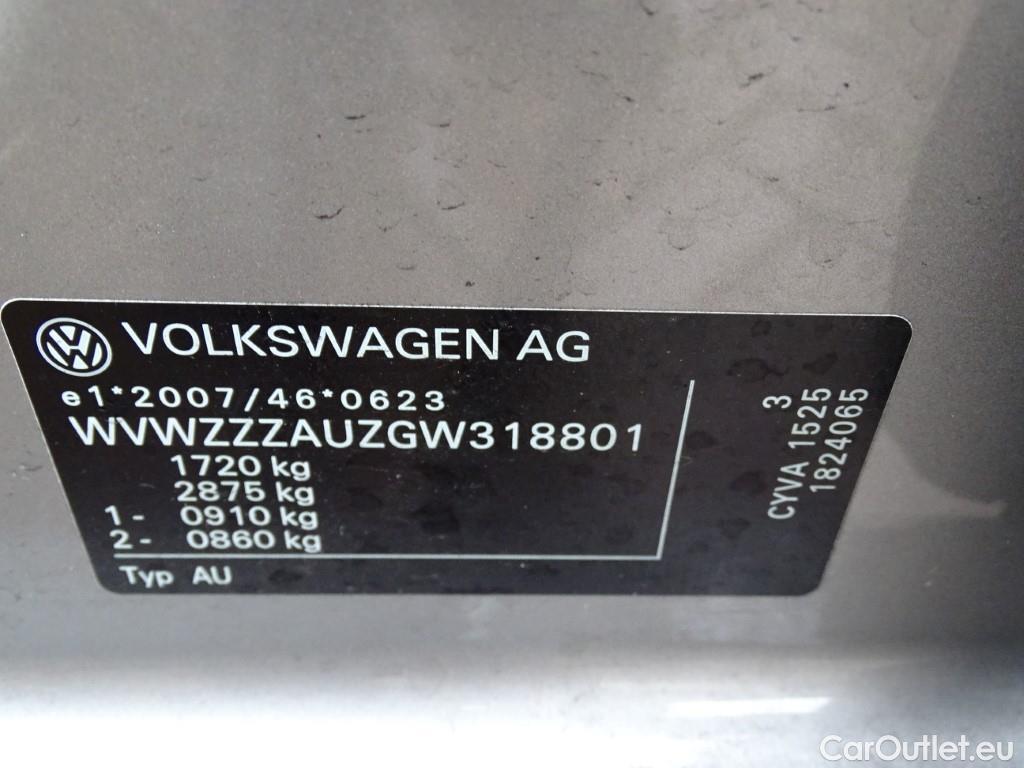 VOLKSWAGEN AG
e1*2007/46*0623
WVWZZZAUZGW318801
1720 kg
2875 kg
1- 0910 kg
2- 0860 kg
Typ AU
3
CYVA 1525
1824065
CarOutlet.eu